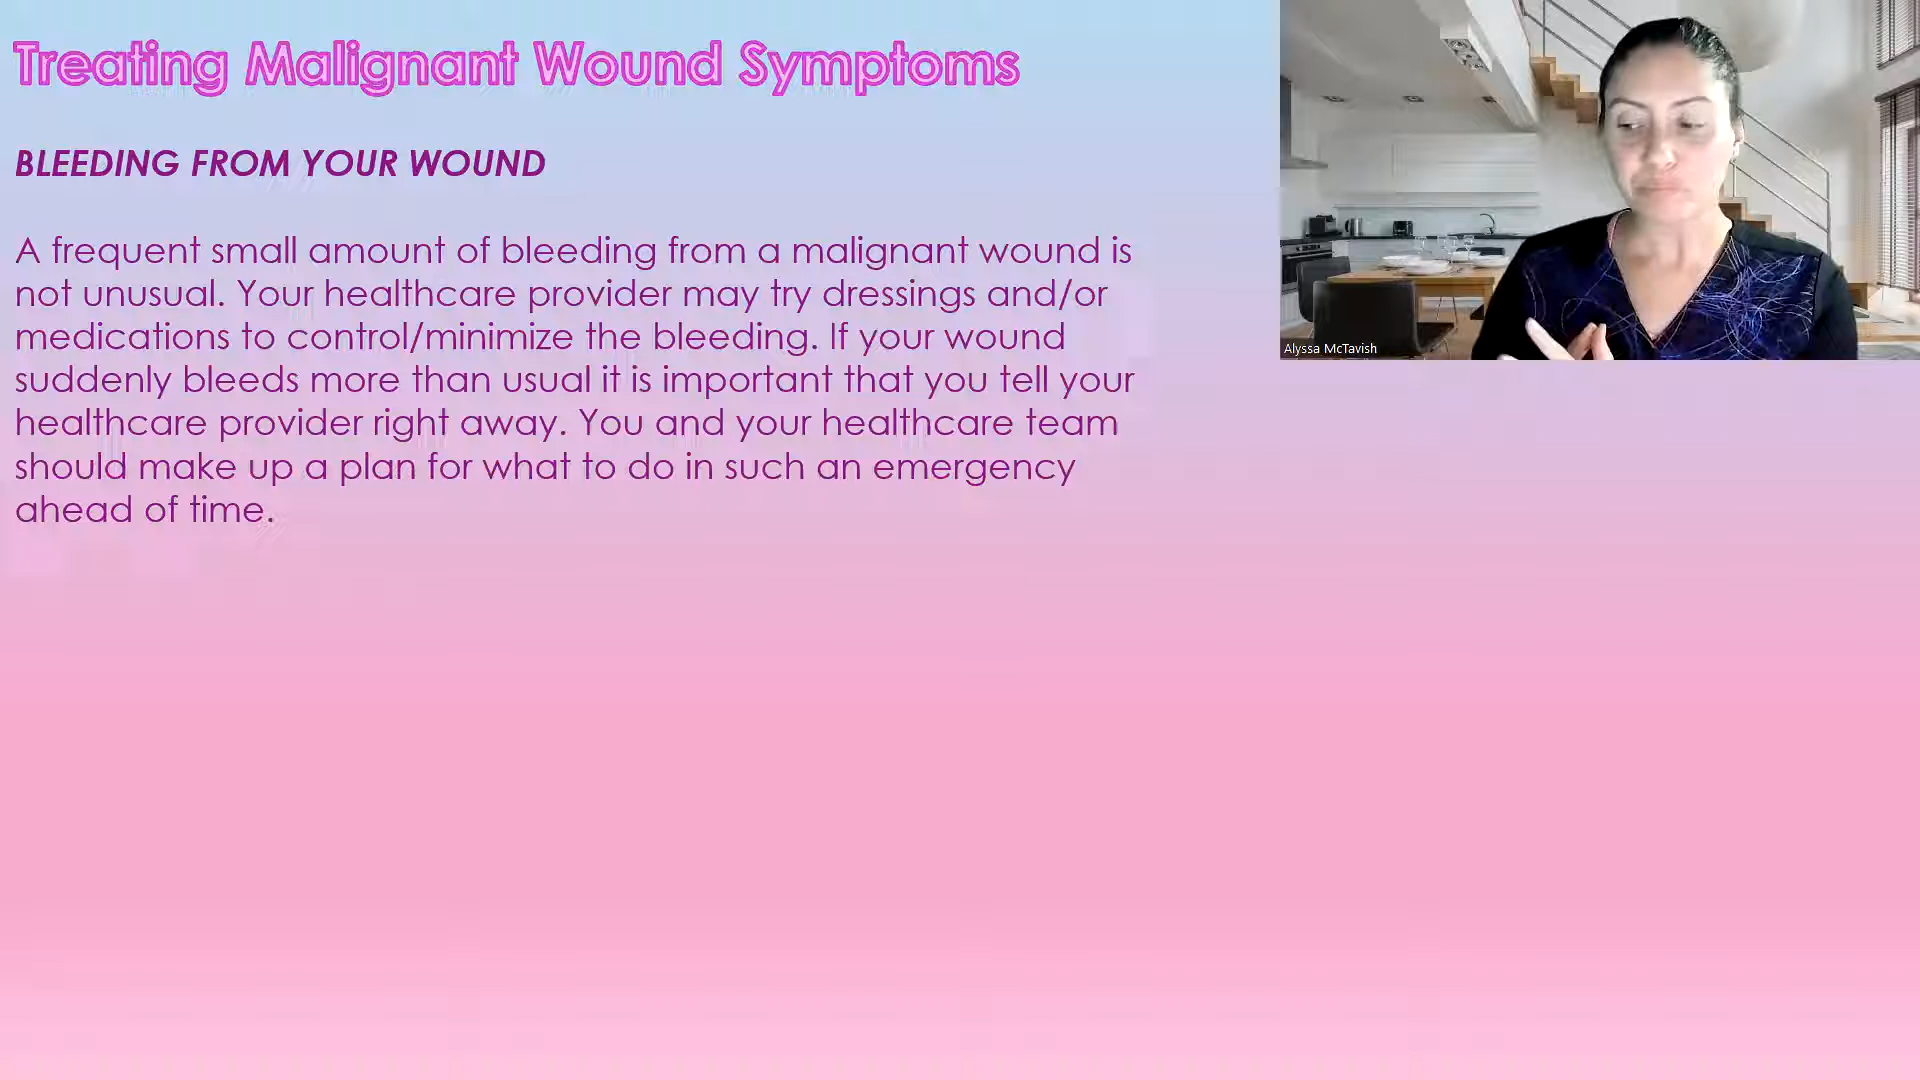 Treating Malignant Wound Symptoms
BLEEDING FROM YOUR WOUND
A frequent small amount of bleeding from a malignant wound is
not unusual. Your healthcare provider may try dressings and/or
medications to control/minimize the bleeding. If your wound
suddenly bleeds more than usual it is important that you tell your
healthcare provider right away. You and your healthcare team
should make up a plan for what to do in such an emergency
ahead of time.
Alyssa McTavish